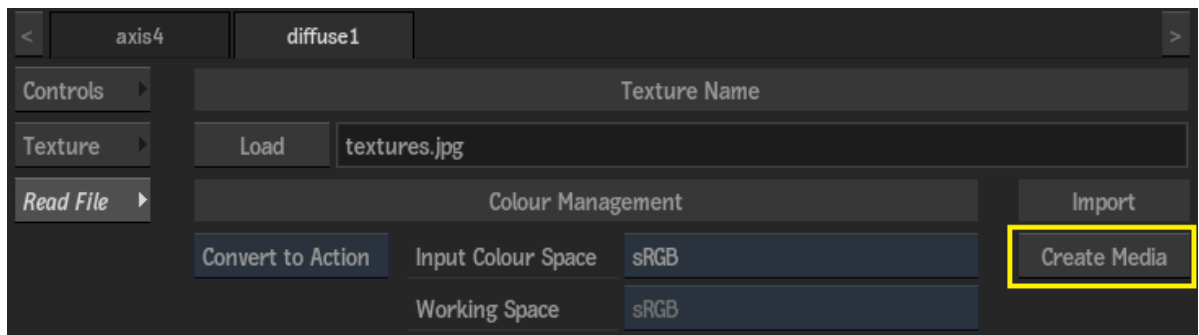 < axis4 diffuse1 >
Controls Texture Name
Texture Load textures.jpg
Read File Colour Management Import
Convert to Action Input Colour Space sRGB Create Media
Working Space sRGB